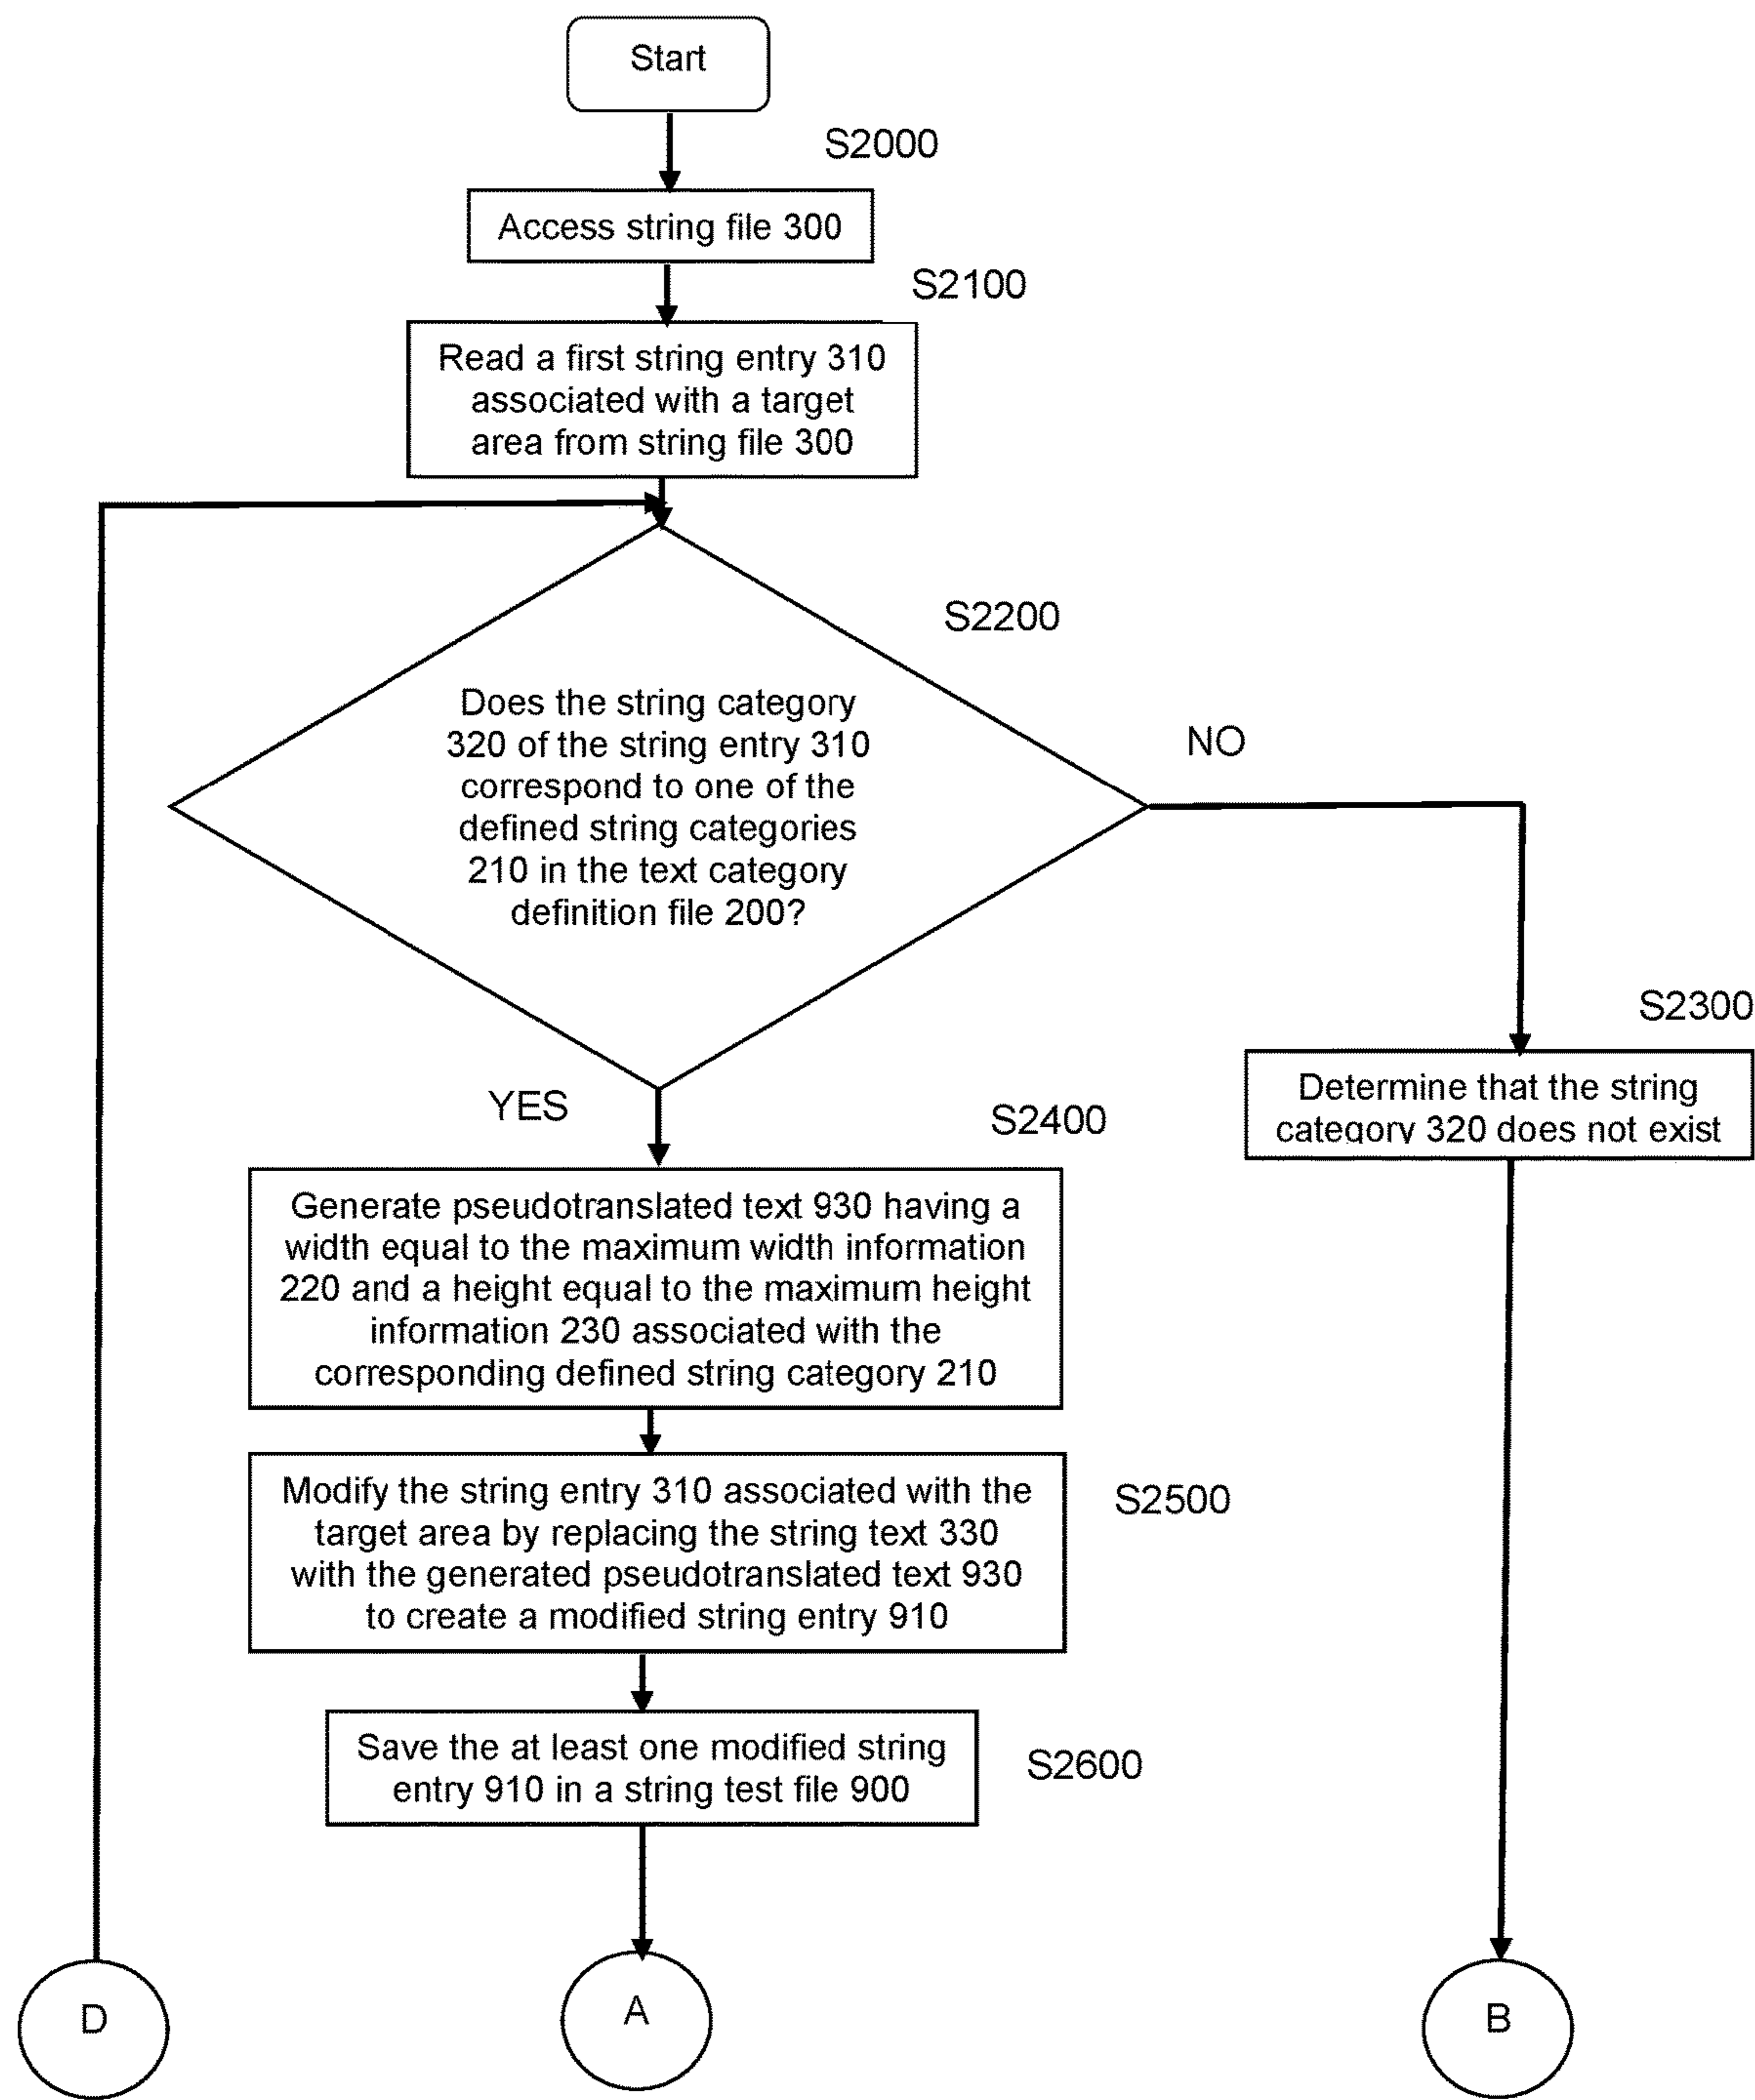 Start
S2000
Access string file 300
S2100
Read a first string entry 310
associated with a target
area from string file 300
S2200
Does the string category
320 of the string entry 310
correspond to one of the
defined string categories
210 in the text category
definition file 200?
NO
S2300
Determine that the string
category 320 does not exist
YES
S2400
Generate pseudotranslated text 930 having a
width equal to the maximum width information
220 and a height equal to the maximum height
information 230 associated with the
corresponding defined string category 210
Modify the string entry 310 associated with the
target area by replacing the string text 330
with the generated pseudotranslated text 930
to create a modified string entry 910
S2500
Save the at least one modified string
entry 910 in a string test file 900
S2600
D
A
B